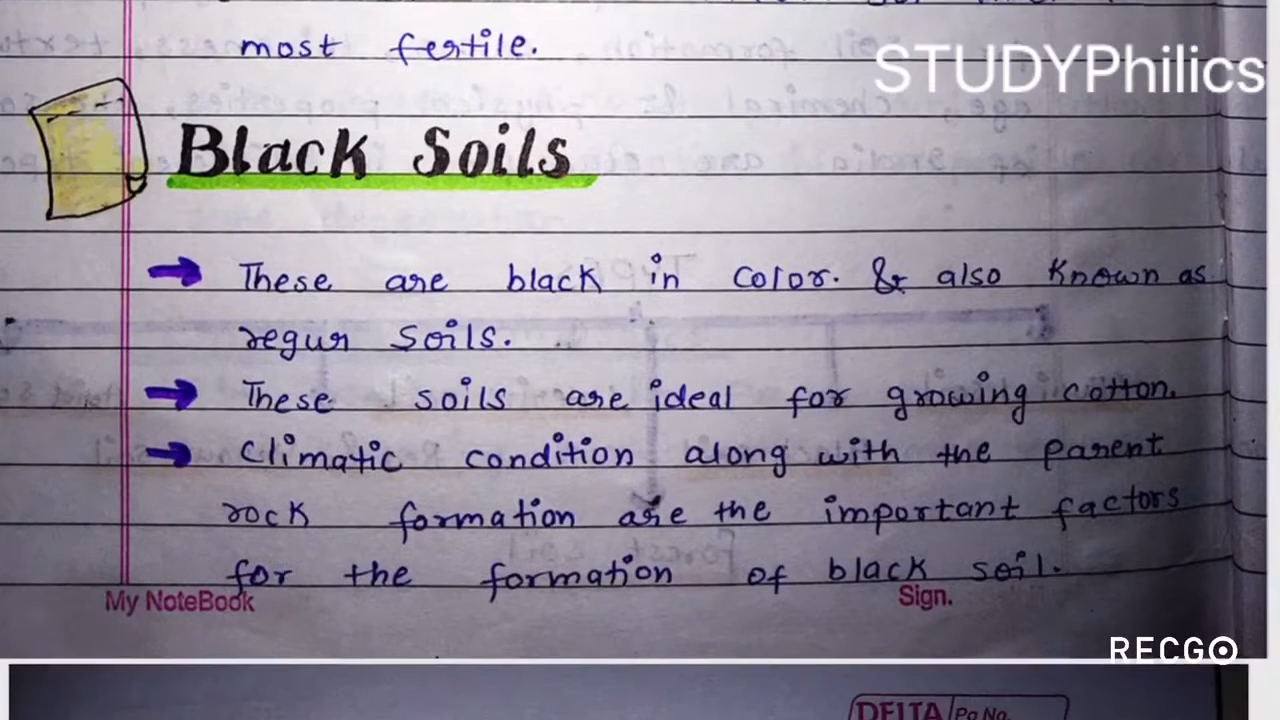 most fertile.
STUDYPhilics
Black Soils
These are black in color. & also known as
regur soils.
These soils are ideal for growing cotton.
Climatic condition along with the parent
rock formation are the important factors
for the formation of black soil.
My NoteBook Sign.
RECGO
DELTA Pg No.